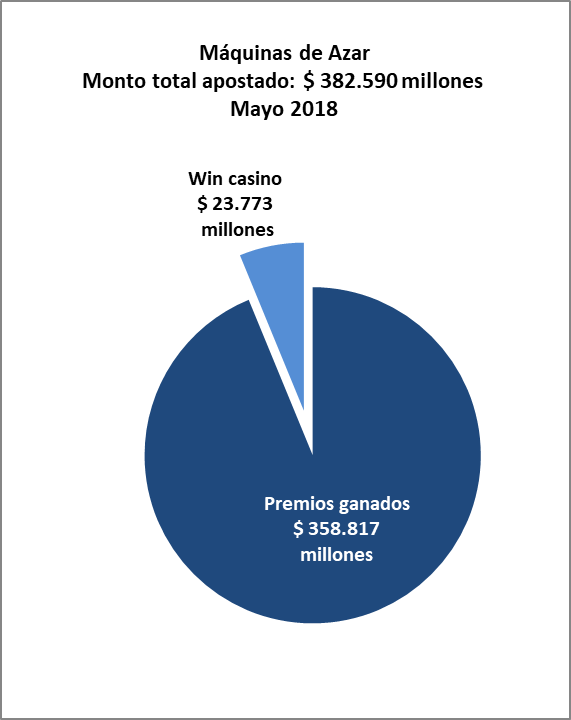 Máquinas de Azar
Monto total apostado: $ 382.590 millones
Mayo 2018
Win casino
$ 23.773
millones
Premios ganados
$ 358.817
millones